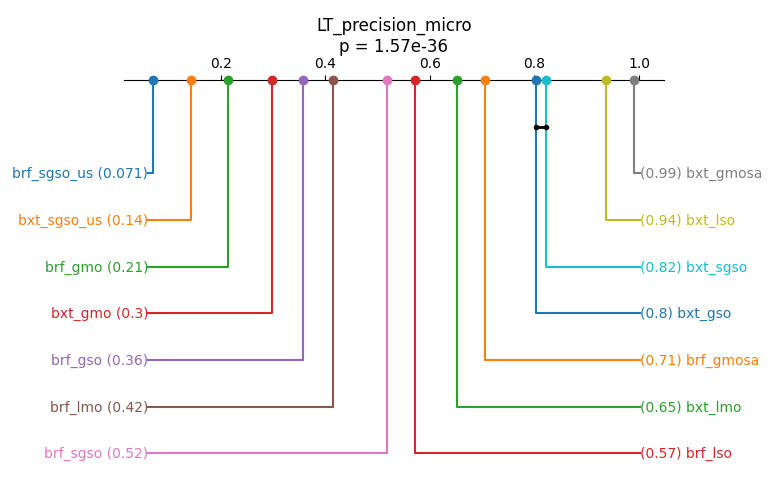 LT_precision_micro
p = 1.57e-36
0.2 0.4 0.6 0.8 1.0
brf_sgso_us (0.071) (0.99) bxt_gmosa
bxt_sgso_us (0.14) (0.94) bxt_lso
brf_gmo (0.21) (0.82) bxt_sgso
bxt_gmo (0.3) (0.8) bxt_gso
brf_gso (0.36) (0.71) brf_gmosa
brf_lmo (0.42) (0.65) bxt_lmo
brf_sgso (0.52) (0.57) brf_lso